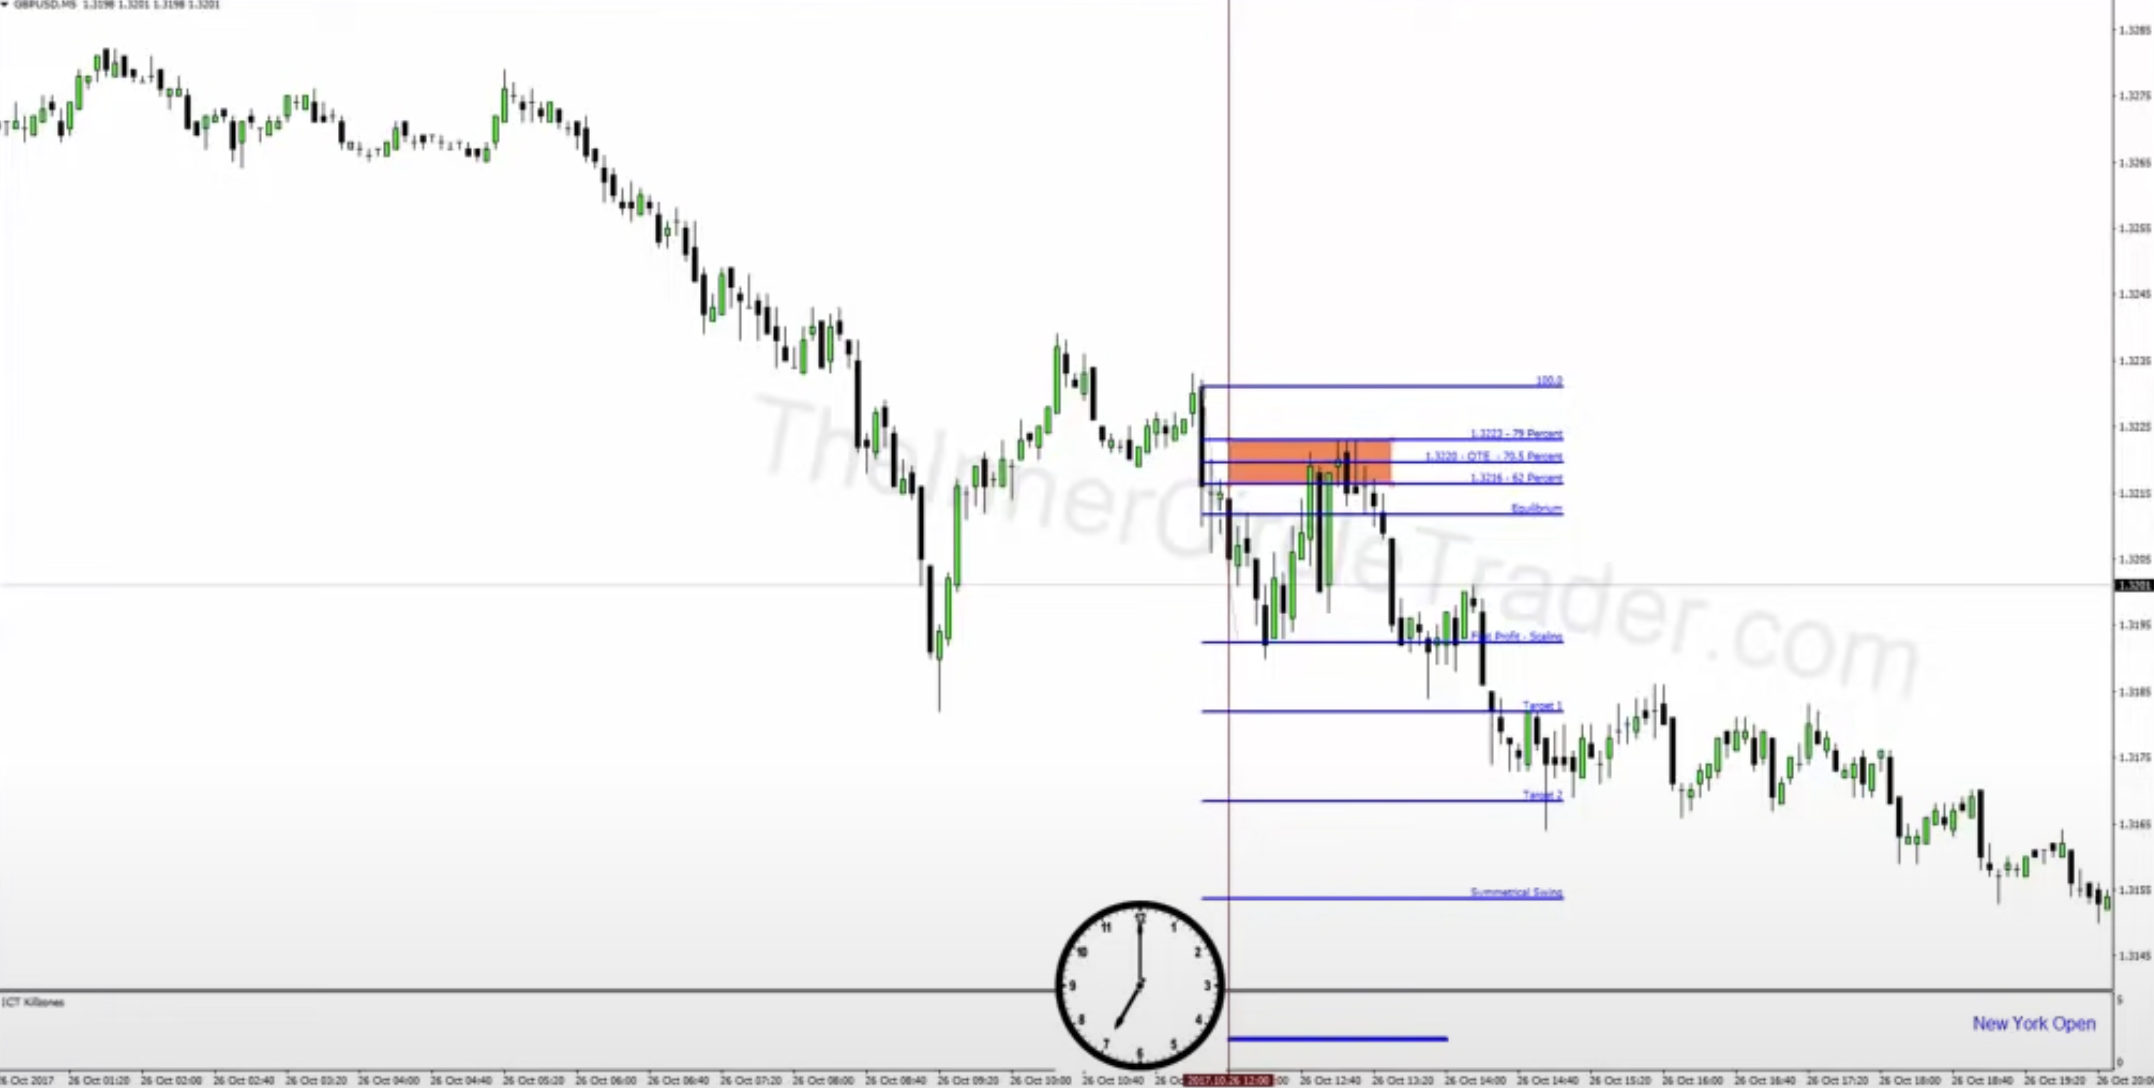 GBPUSD,M5 1.3198 1.3201 1.3198 1.3201
1.3285
1.3275
1.3265
1.3255
1.3245
1.3235
1.3225
1.3215
1.3205
1.3201
1.3195
1.3185
1.3175
1.3165
1.3155
1.3145
100.0
1.3223 - 79 Percent
1.3220 - OTE - 70.5 Percent
1.3216 - 62 Percent
Equilibrium
First Profit - Scaling
Target 1
Target 2
Symmetrical Swing
TheInnerCircleTrader.com
12
1
2
3
4
5
6
7
8
9
10
11
ICT Killzones
5
New York Open
0
26 Oct 2017
26 Oct 01:20
26 Oct 02:00
26 Oct 02:40
26 Oct 03:20
26 Oct 04:00
26 Oct 04:40
26 Oct 05:20
26 Oct 06:00
26 Oct 06:40
26 Oct 07:20
26 Oct 08:00
26 Oct 08:40
26 Oct 09:20
26 Oct 10:00
26 Oct 10:40
26 Oc
2017.10.26 12:00
:00
26 Oct 12:40
26 Oct 13:20
26 Oct 14:00
26 Oct 14:40
26 Oct 15:20
26 Oct 16:00
26 Oct 16:40
26 Oct 17:20
26 Oct 18:00
26 Oct 18:40
26 Oct 19:20